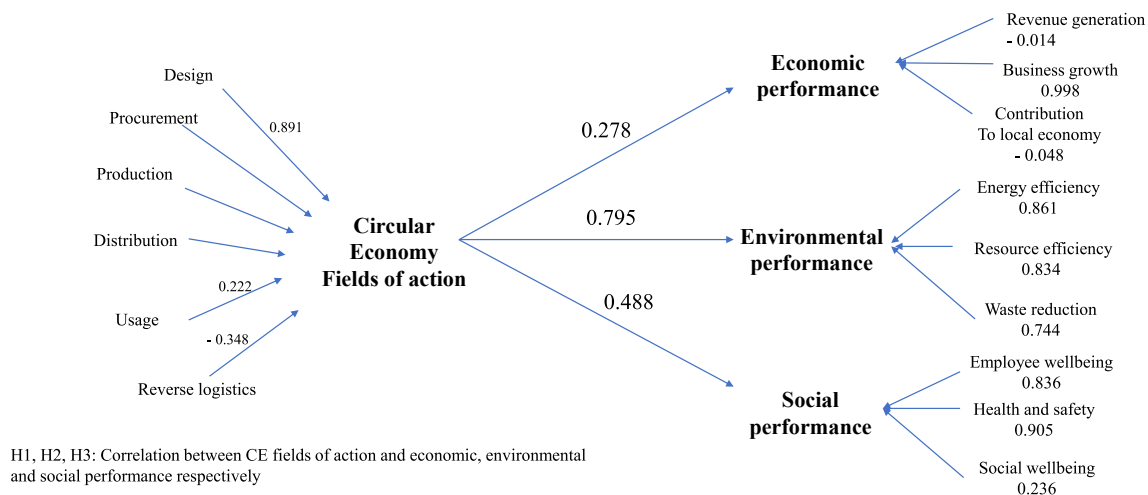 Design
0.891
Procurement
Production
Distribution
0.222
Usage
- 0.348
Reverse logistics
Circular
Economy
Fields of action
0.278
0.795
0.488
Economic
performance
Environmental
performance
Social
performance
Revenue generation
- 0.014
Business growth
0.998
Contribution
To local economy
- 0.048
Energy efficiency
0.861
Resource efficiency
0.834
Waste reduction
0.744
Employee wellbeing
0.836
Health and safety
0.905
Social wellbeing
0.236
H1, H2, H3: Correlation between CE fields of action and economic, environmental
and social performance respectively